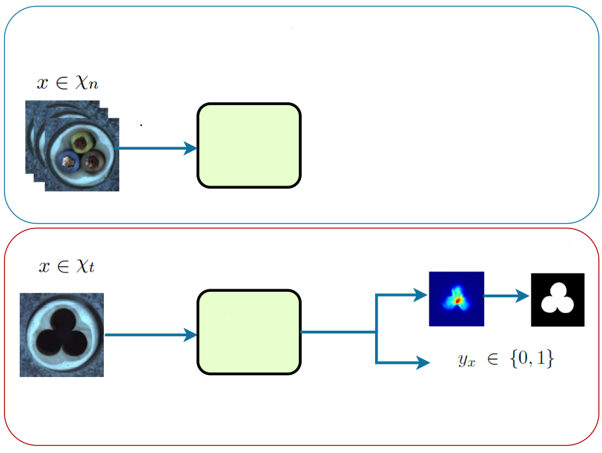 x ∈ χn
x ∈ χt
yx ∈ {0,1}